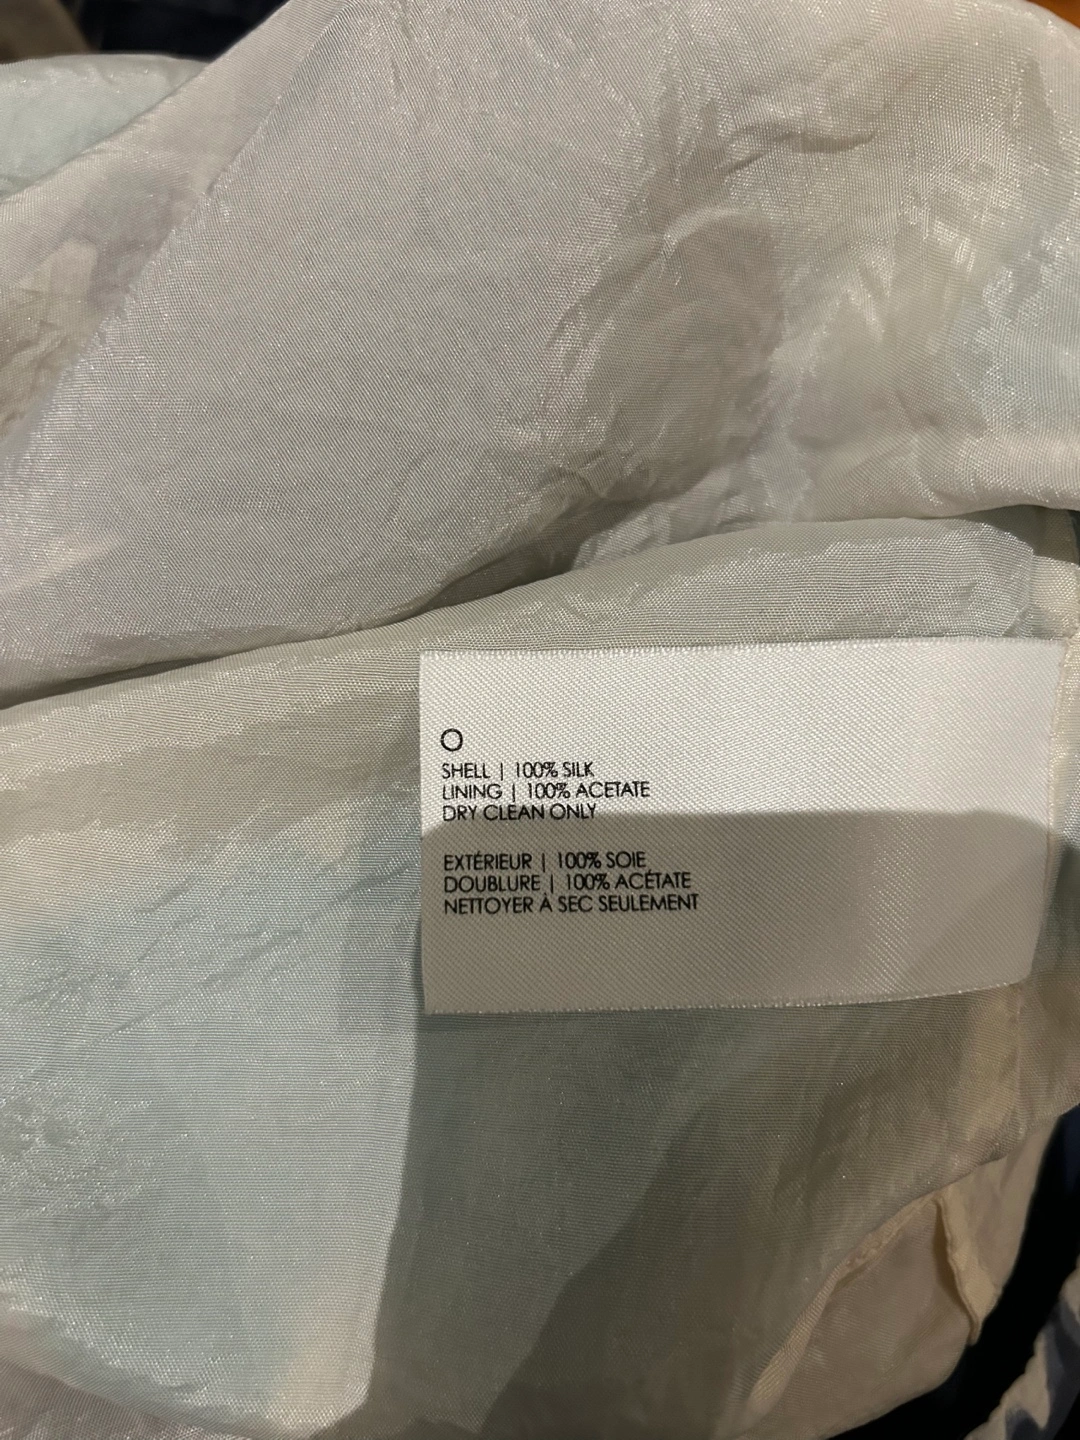 O
SHELL | 100% SILK
LINING | 100% ACETATE
DRY CLEAN ONLY
EXTÉRIEUR | 100% SOIE
DOUBLURE | 100% ACÉTATE
NETTOYER À SEC SEULEMENT